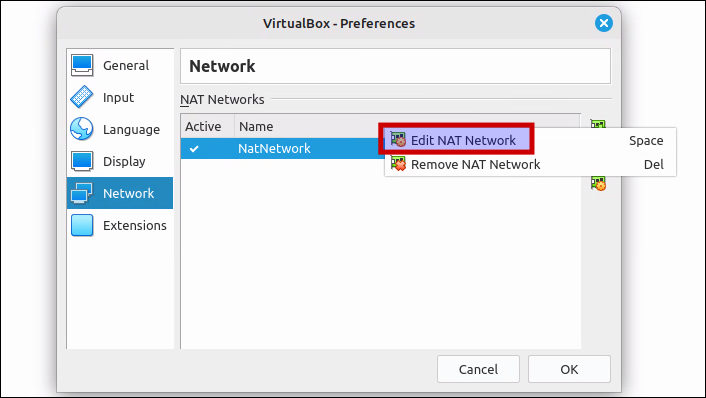 VirtualBox - Preferences
General
Input
Language
Display
Network
Extensions
Network
NAT Networks
Active Name
NatNetwork
Edit NAT Network Space
Remove NAT Network Del
Cancel OK